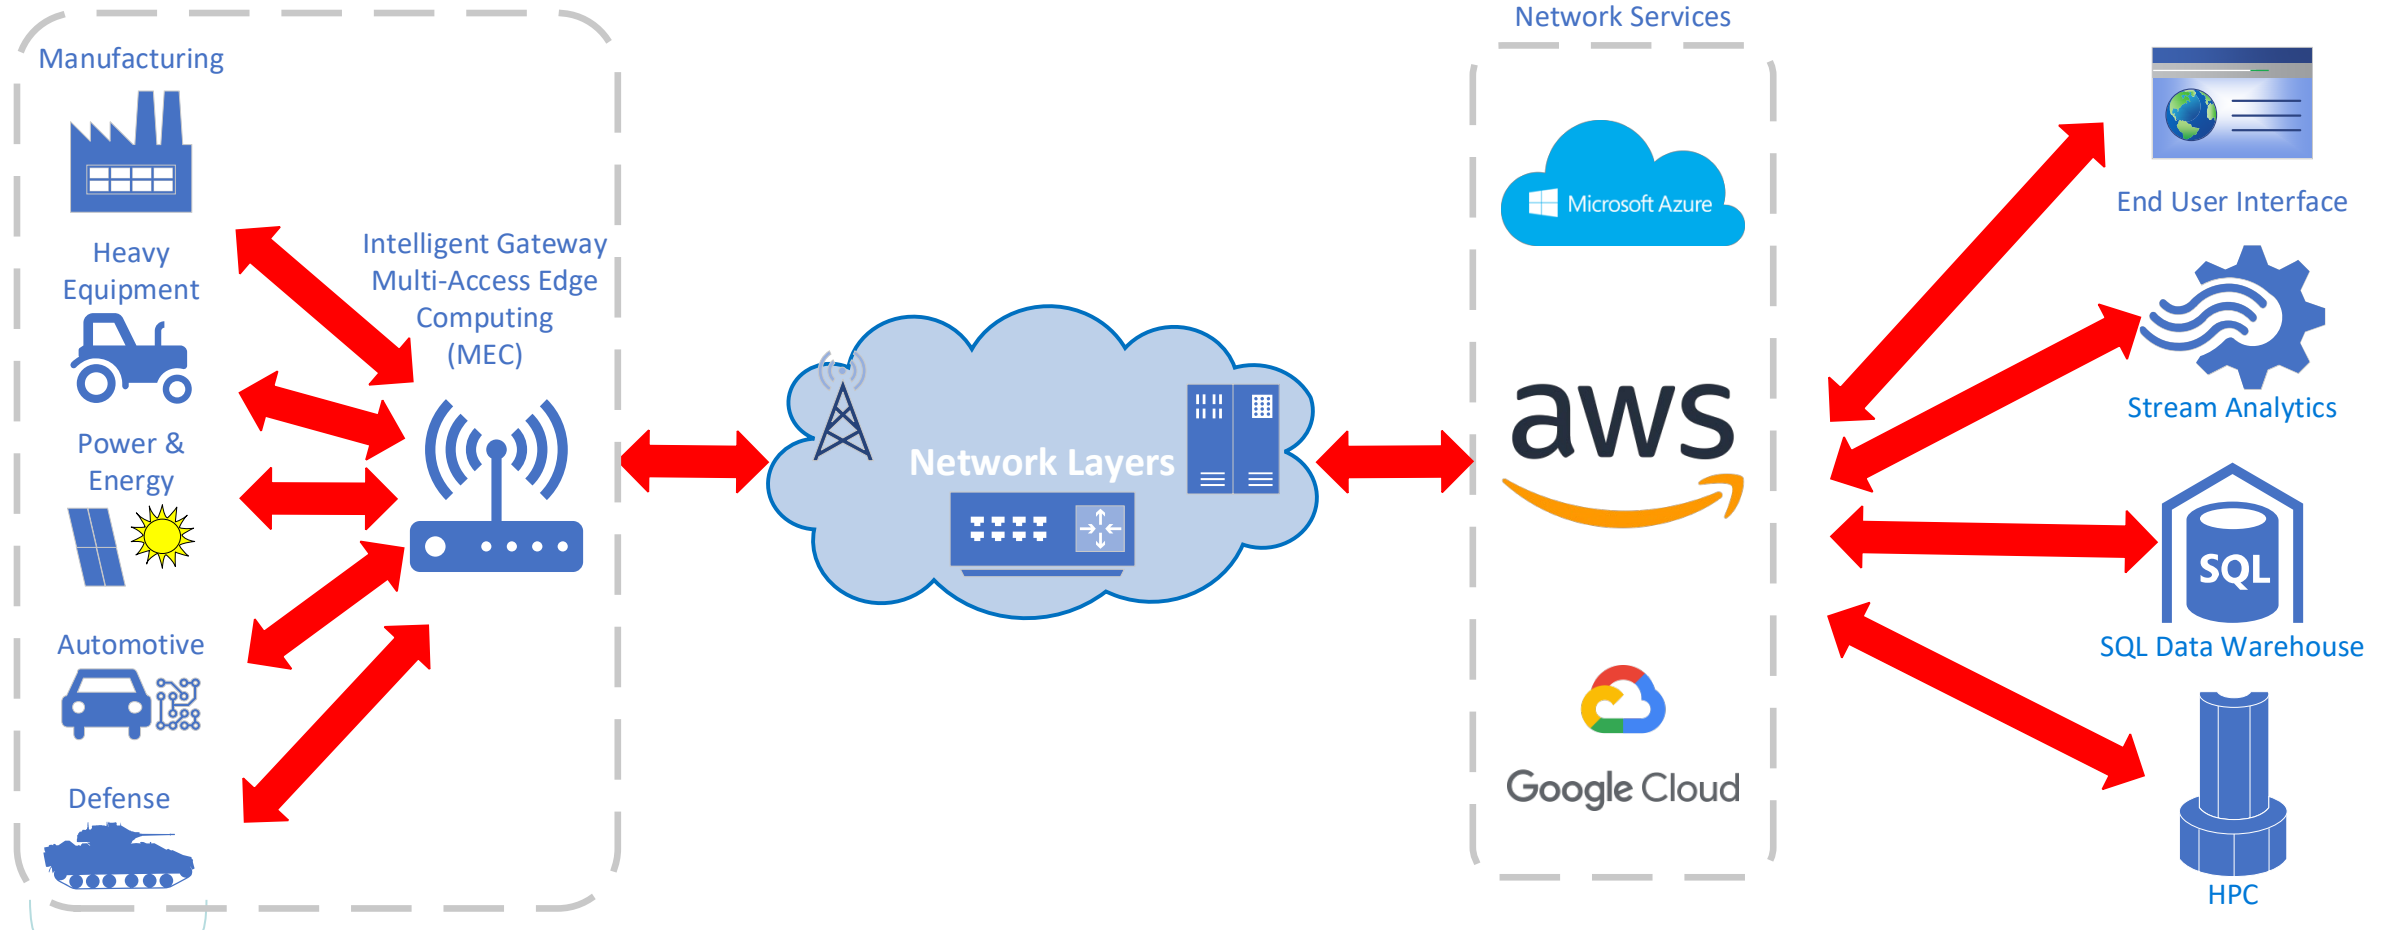 Network Services
Manufacturing
Heavy
Equipment
Power &
Energy
Automotive
Defense
Intelligent Gateway
Multi-Access Edge
Computing
(MEC)
Network Layers
Microsoft Azure
aws
Google Cloud
End User Interface
Stream Analytics
SQL
SQL Data Warehouse
HPC